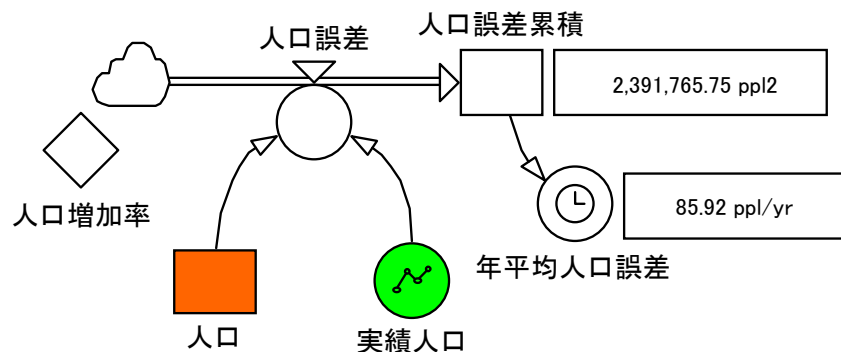 人口誤差
人口誤差累積
2,391,765.75 ppl2
人口増加率
85.92 ppl/yr
年平均人口誤差
人口
実績人口